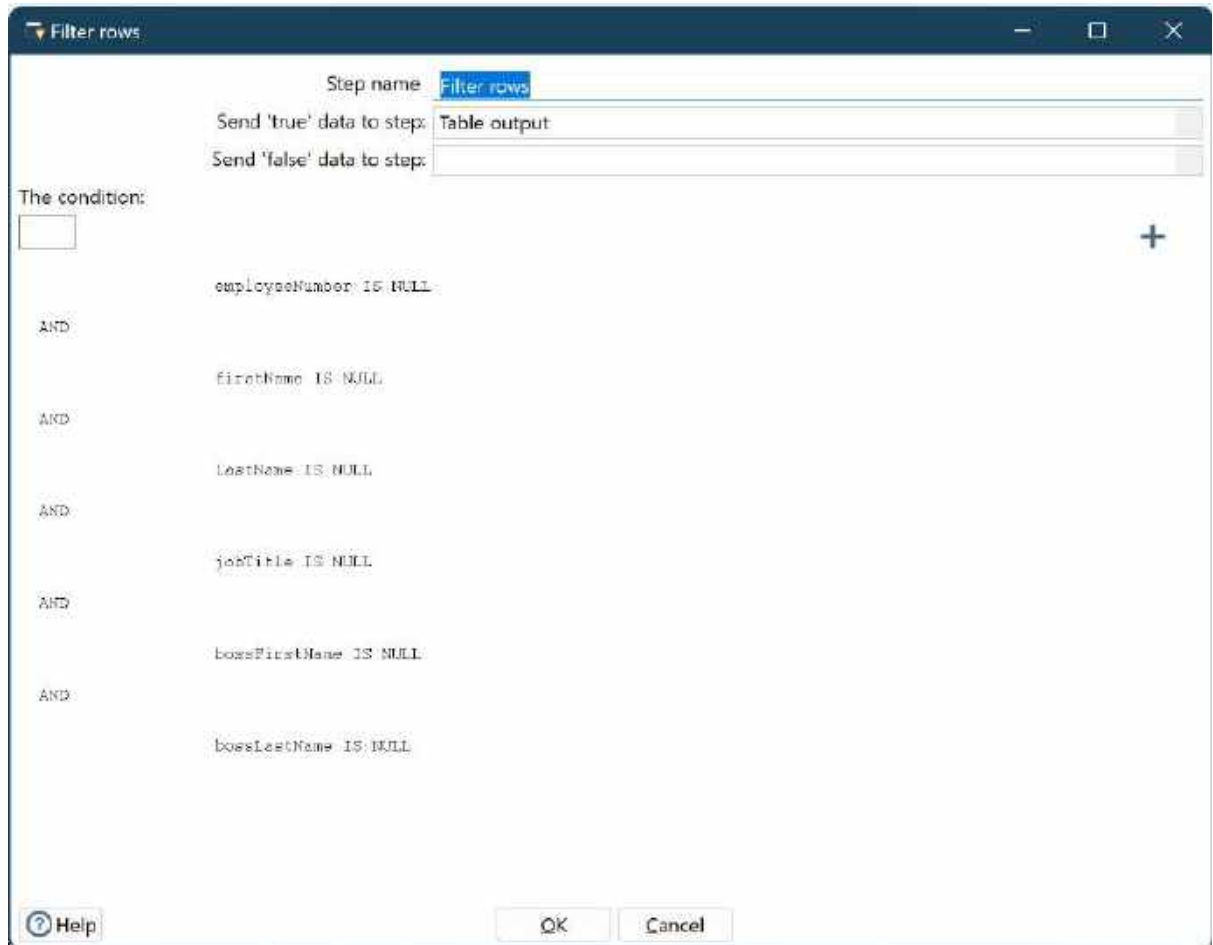 Filter rows
Step name Filter rows
Send 'true' data to step: Table output
Send 'false' data to step:
The condition:
employeeNumber IS NULL
AND
firstName IS NULL
AND
lastName IS NULL
AND
jobTitle IS NULL
AND
bossFirstName IS NULL
AND
bossLastName IS NULL
Help OK Cancel